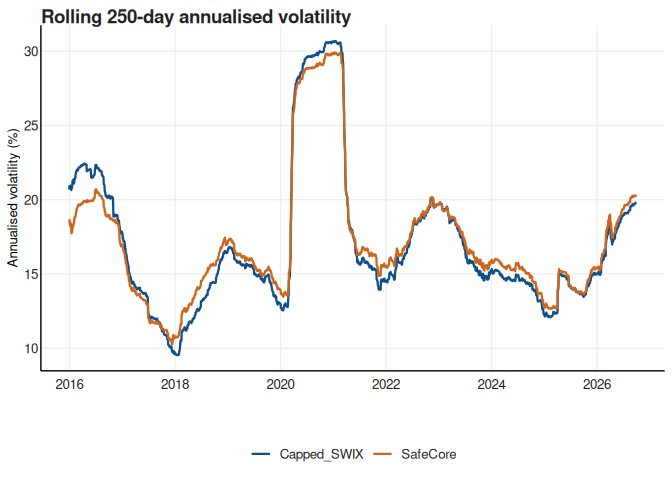 Rolling 250-day annualised volatility
Annualised volatility (%)
30
25
20
15
10
2016 2018 2020 2022 2024 2026
Capped_SWIX SafeCore